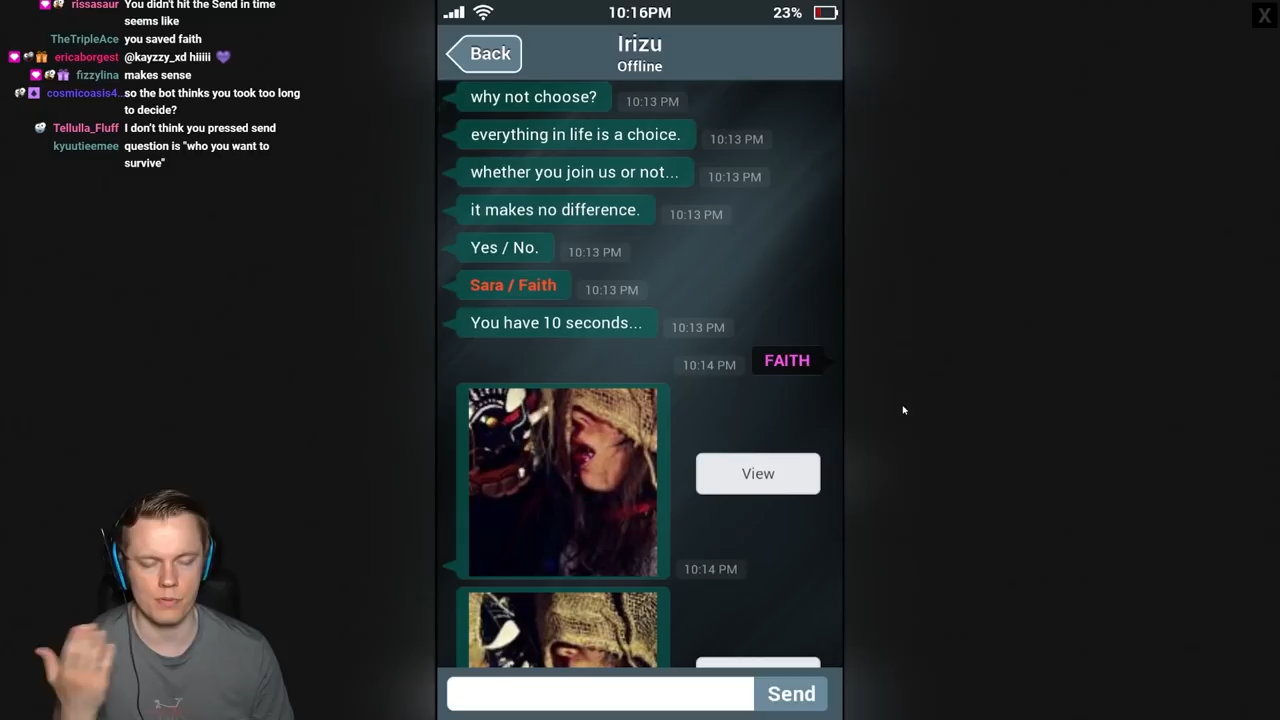 rissasaur You didn't hit the Send in time
seems like
TheTripleAce you saved faith
ericaborgest @kayzzy_xd hiiiii
fizzylina makes sense
cosmicoasis4... so the bot thinks you took too long
to decide?
Tellulla_Fluff I don't think you pressed send
kyuutieemee question is "who you want to
survive"
10:16PM 23%
X
Back
Irizu
Offline
why not choose? 10:13 PM
everything in life is a choice. 10:13 PM
whether you join us or not... 10:13 PM
it makes no difference. 10:13 PM
Yes / No. 10:13 PM
Sara / Faith 10:13 PM
You have 10 seconds... 10:13 PM
10:14 PM FAITH
View
10:14 PM
Send